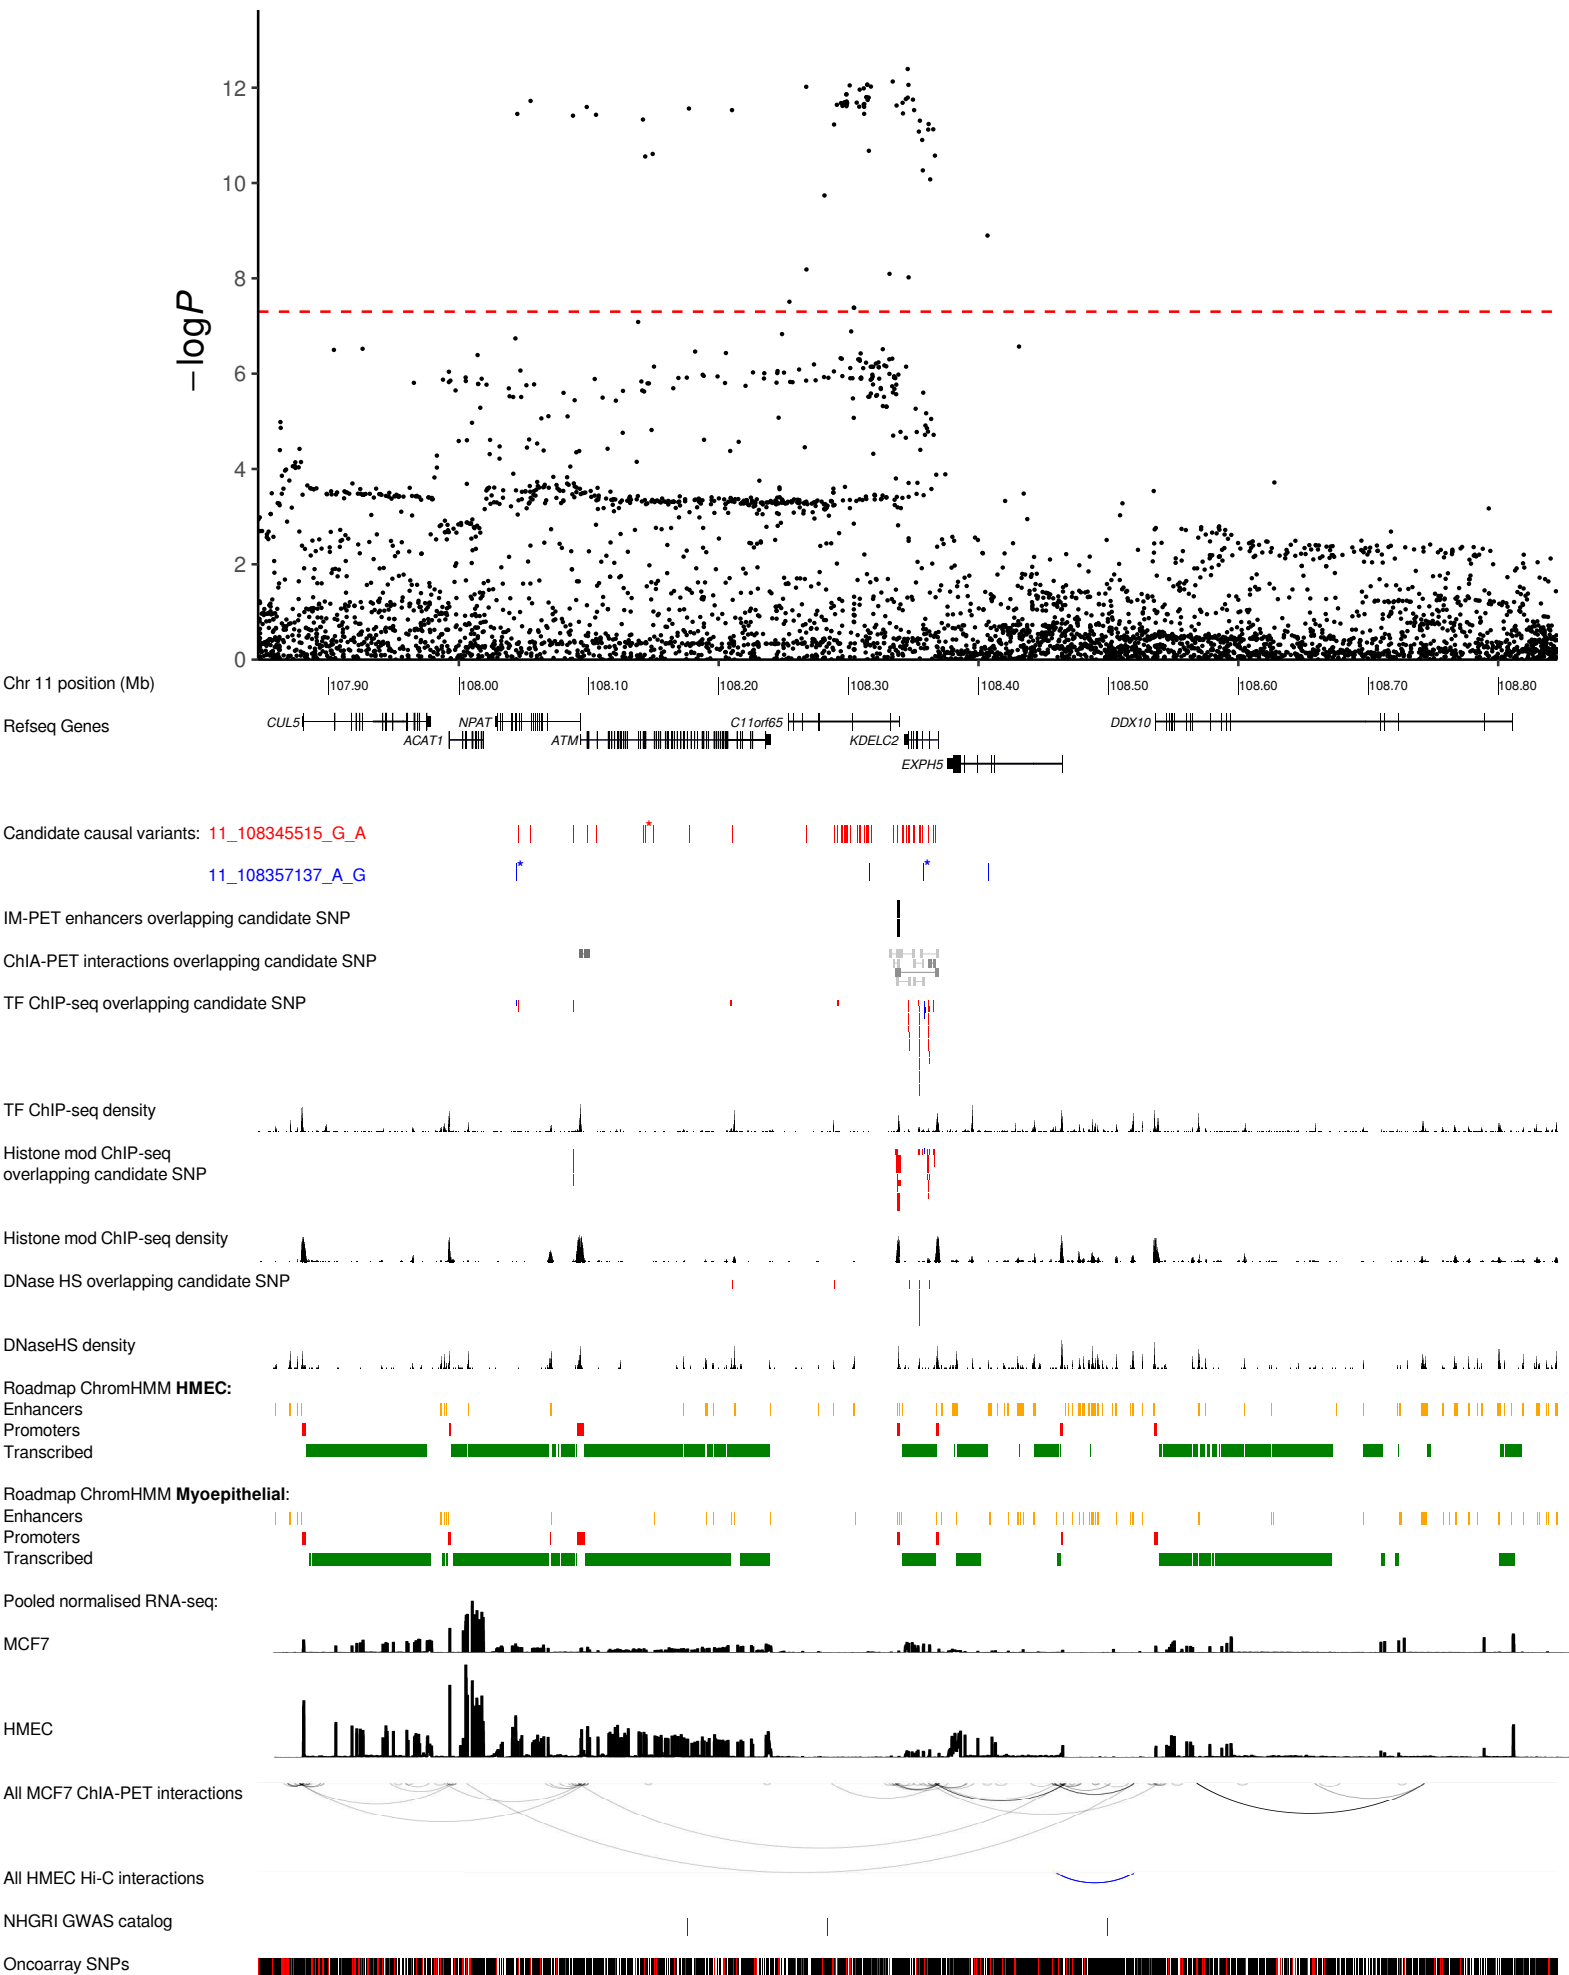 12
10
8
6
4
2
0
−logP
Chr 11 position (Mb)
107.90 108.00 108.10 108.20 108.30 108.40 108.50 108.60 108.70 108.80
Refseq Genes
CUL5 NPAT C11orf65 DDX10
ACAT1 ATM KDELC2
EXPH5
Candidate causal variants: 11_108345515_G_A
*
11_108357137_A_G
* *
IM-PET enhancers overlapping candidate SNP
ChIA-PET interactions overlapping candidate SNP
TF ChIP-seq overlapping candidate SNP
TF ChIP-seq density
Histone mod ChIP-seq
overlapping candidate SNP
Histone mod ChIP-seq density
DNase HS overlapping candidate SNP
DNaseHS density
Roadmap ChromHMM HMEC:
Enhancers
Promoters
Transcribed
Roadmap ChromHMM Myoepithelial:
Enhancers
Promoters
Transcribed
Pooled normalised RNA-seq:
MCF7
HMEC
All MCF7 ChIA-PET interactions
All HMEC Hi-C interactions
NHGRI GWAS catalog
Oncoarray SNPs